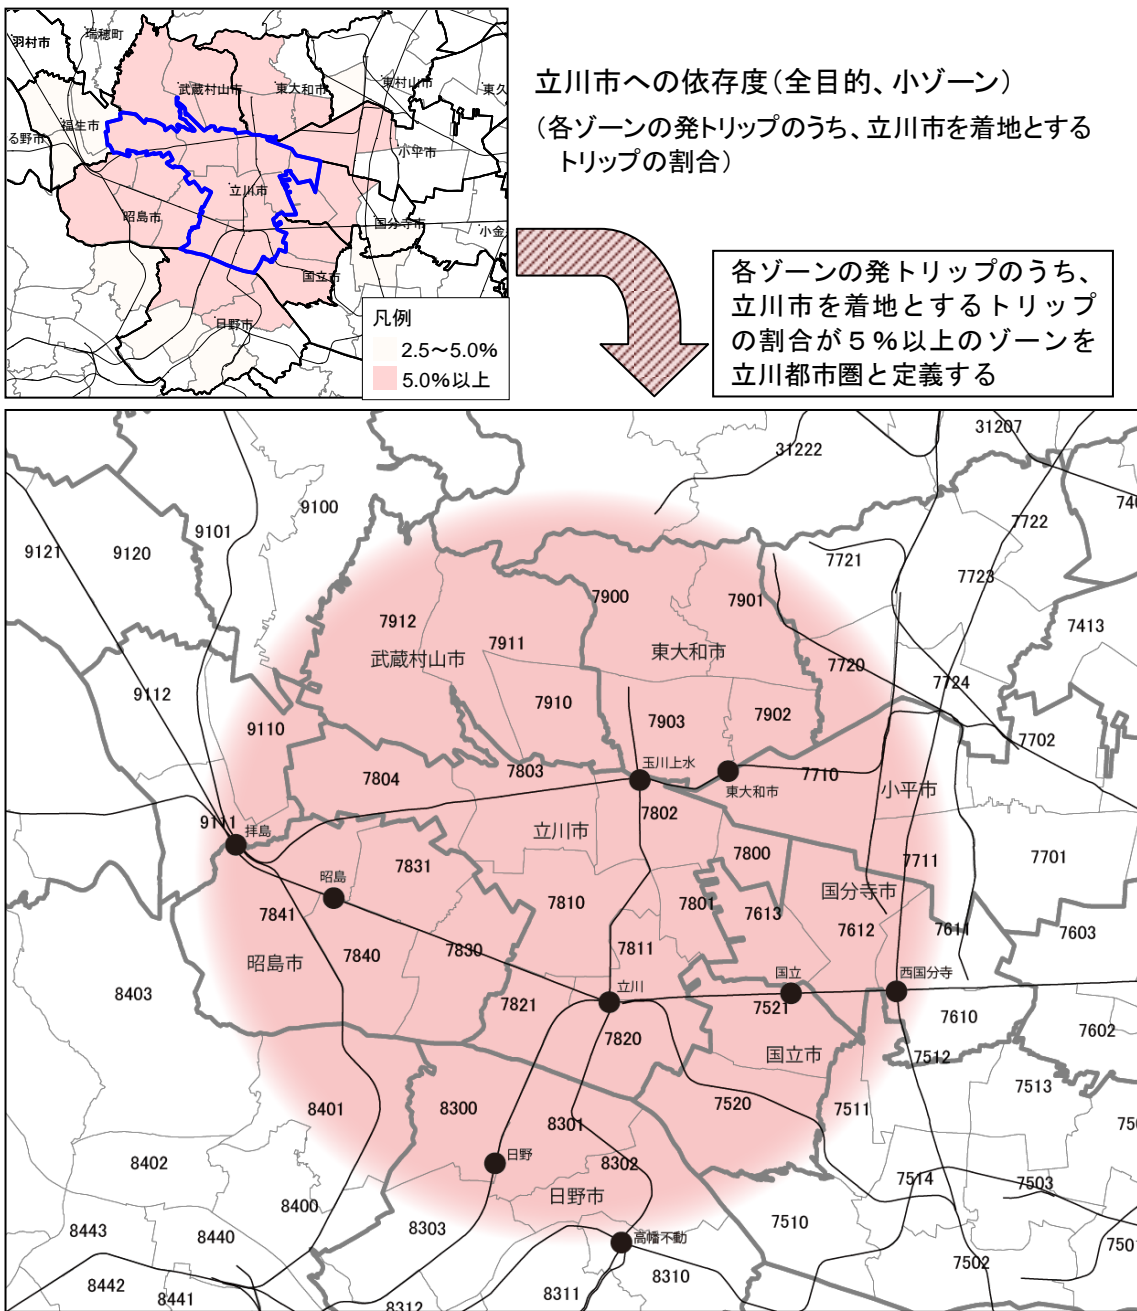 羽村市
瑞穂町
武蔵村山市
東大和市
東村山市
東久
福生市
る野市
小平市
立川市
昭島市
国分寺市
小金
国立市
日野市
凡例
2.5～5.0%
5.0%以上
立川市への依存度（全目的、小ゾーン）
（各ゾーンの発トリップのうち、立川市を着地とする
トリップの割合）
各ゾーンの発トリップのうち、
立川市を着地とするトリップ
の割合が５％以上のゾーンを
立川都市圏と定義する
31207
31222
9100
9101
9120
9121
7722
7721
7723
7900
7901
7912
7911
武蔵村山市
東大和市
7413
7720
7724
9112
7910
7903
7902
9110
7702
7804
7803
玉川上水
7710
東大和市
小平市
7802
9111
拝島
立川市
7800
7711
7701
7831
昭島
国分寺市
7841
7810
7801
7613
7612
7611
7603
7840
7830
7811
昭島市
8403
国立
西国分寺
7821
立川
7521
7610
7602
7820
国立市
7512
7513
8401
8300
8301
7520
7511
8402
日野
8302
7514
7503
日野市
8400
8303
7510
8443
8440
高幡不動
7502
7501
8442
8441
8312
8311
8310